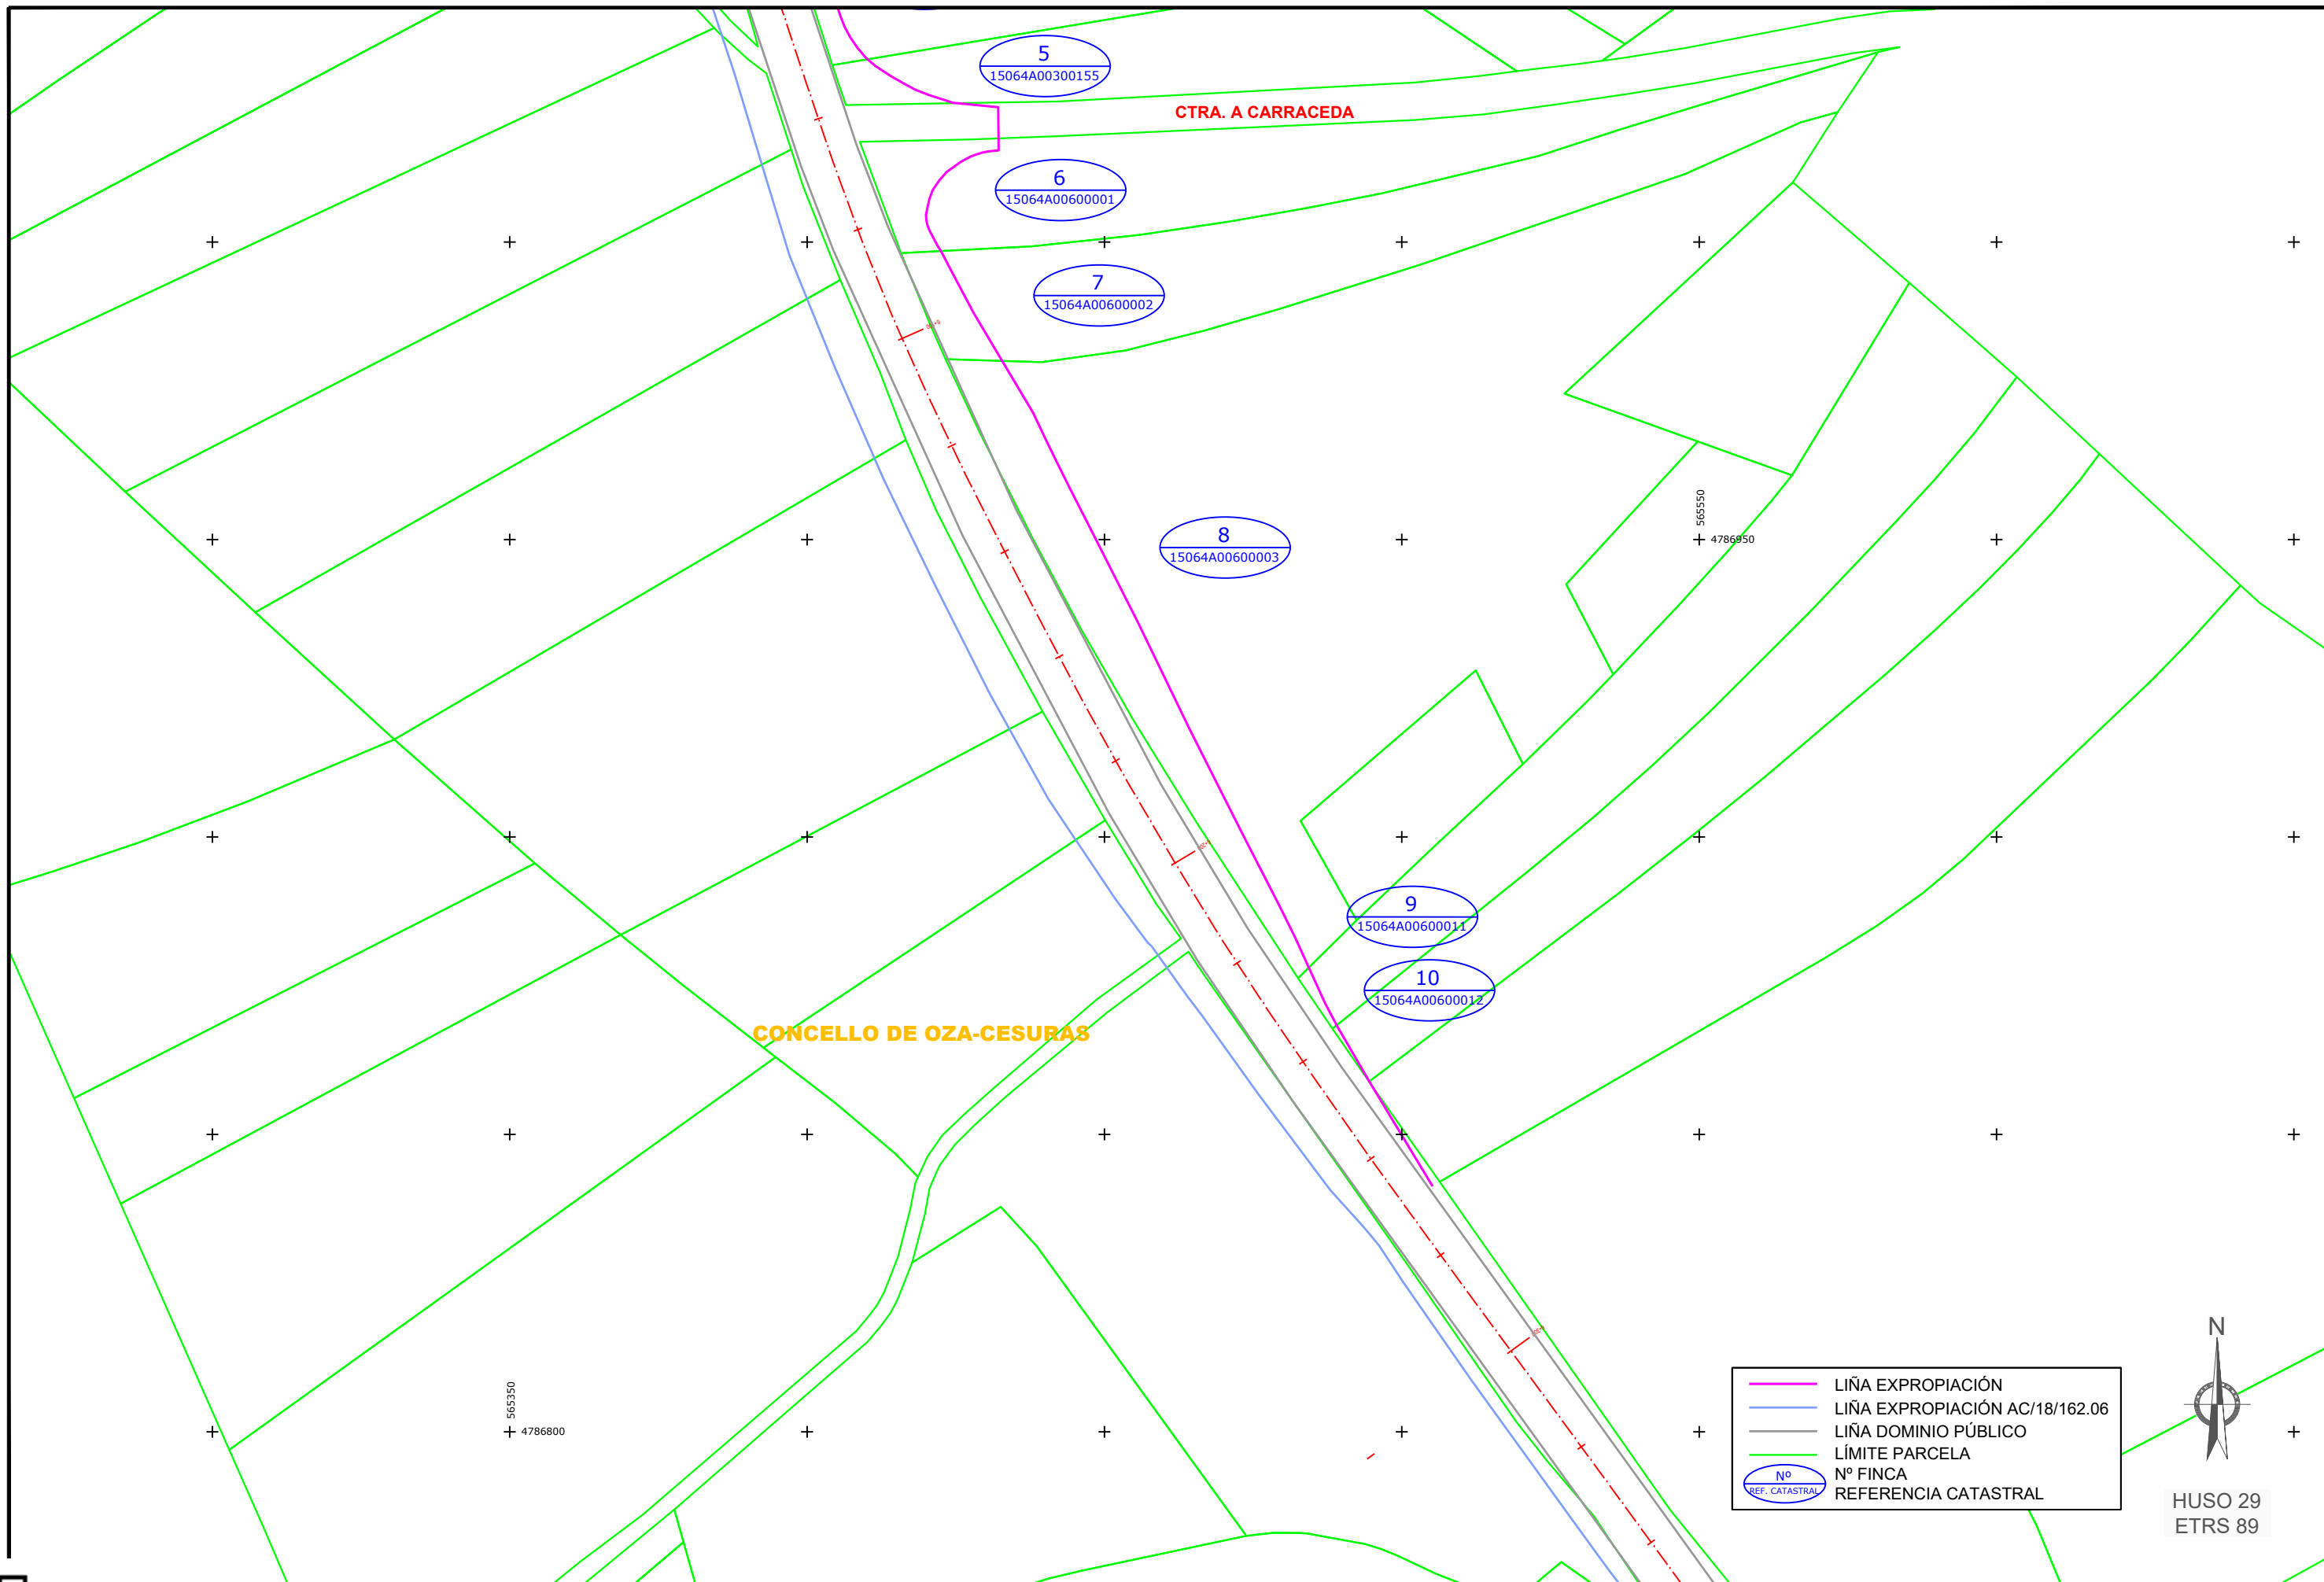 5
15064A00300155
CTRA. A CARRACEDA
6
15064A00600001
7
15064A00600002
8
15064A00600003
565550
4786950
9
15064A00600011
10
15064A00600012
CONCELLO DE OZA-CESURAS
565350
4786800
LIÑA EXPROPIACIÓN
LIÑA EXPROPIACIÓN AC/18/162.06
LIÑA DOMINIO PÚBLICO
LÍMITE PARCELA
Nº
REF. CATASTRAL
Nº FINCA
REFERENCIA CATASTRAL
N
HUSO 29
ETRS 89